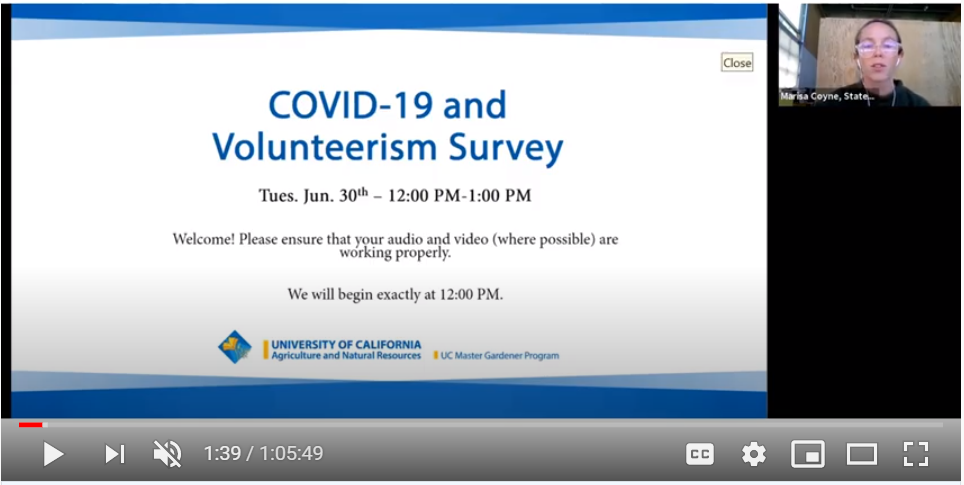 Close
Marisa Coyne, State...
COVID-19 and
Volunteerism Survey
Tues. Jun. 30th – 12:00 PM-1:00 PM
Welcome! Please ensure that your audio and video (where possible) are
working properly.
We will begin exactly at 12:00 PM.
UNIVERSITY OF CALIFORNIA
Agriculture and Natural Resources
UC Master Gardener Program
1:39 / 1:05:49
CC